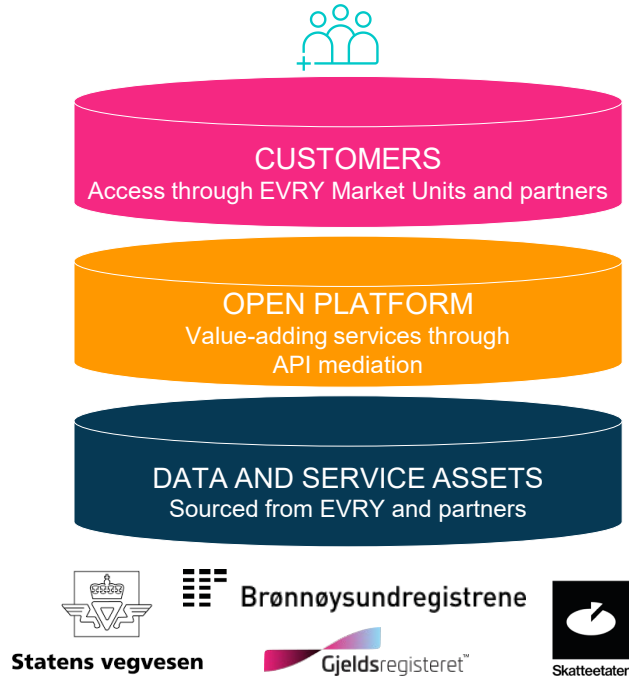 CUSTOMERS
Access through EVRY Market Units and partners
OPEN PLATFORM
Value-adding services through
API mediation
DATA AND SERVICE ASSETS
Sourced from EVRY and partners
Brønnøysundregistrene
Statens vegvesen
Gjeldsregisteret™
Skatteetaten